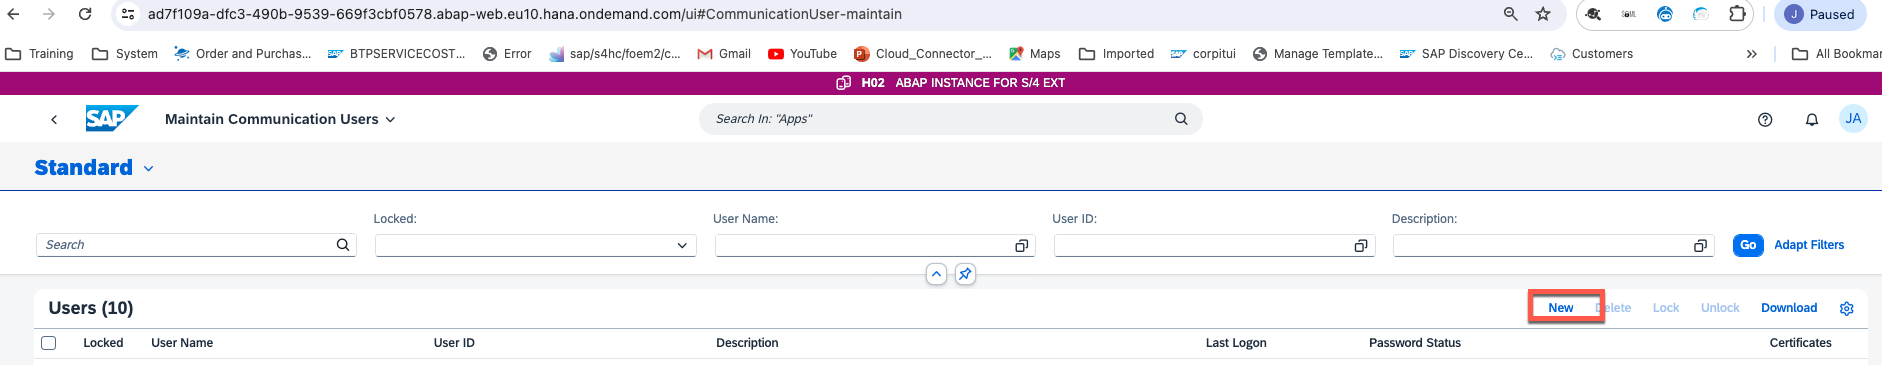 ad7f109a-dfc3-490b-9539-669f3cbf0578.abap-web.eu10.hana.ondemand.com/ui#CommunicationUser-maintain
J Paused
Training System Order and Purchas... BTPSERVICECOST... Error sap/s4hc/foem2/c... Gmail YouTube Cloud_Connector_... Maps Imported corpitui Manage Template... SAP Discovery Ce... Customers » All Bookmar
H02 ABAP INSTANCE FOR S/4 EXT
SAP Maintain Communication Users Search In: "Apps" JA
Standard
Locked: User Name: User ID: Description:
Search Go Adapt Filters
Users (10) New Delete Lock Unlock Download
Locked User Name User ID Description Last Logon Password Status Certificates